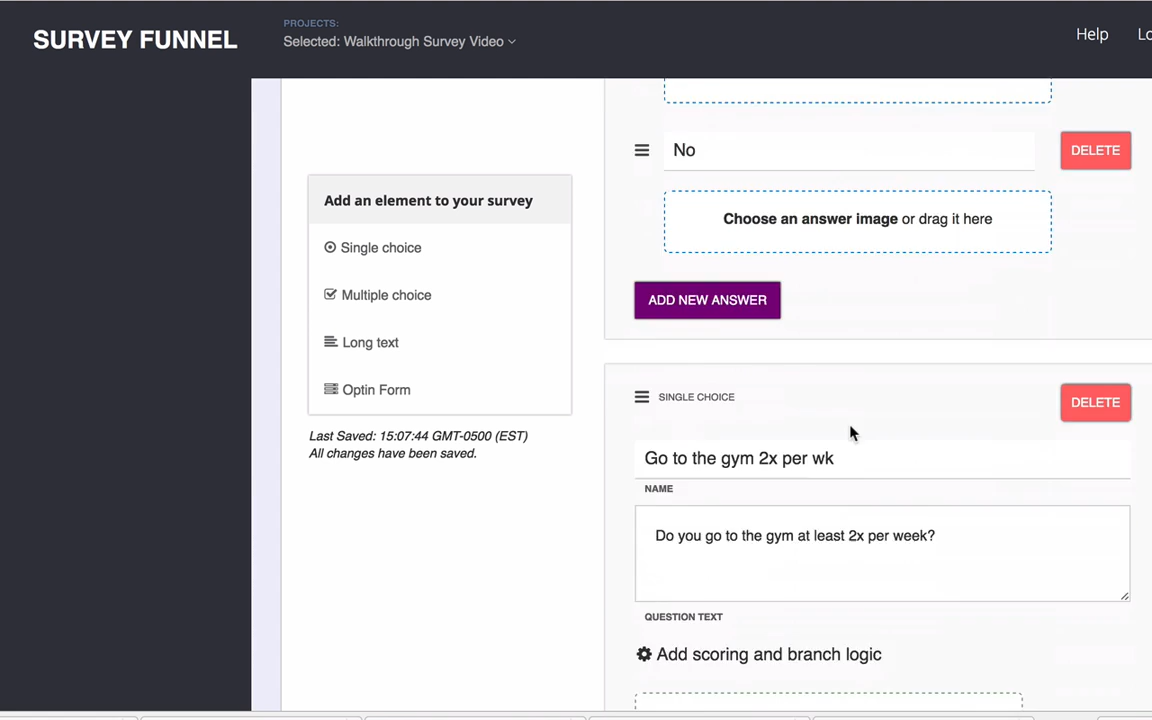 SURVEY FUNNEL
PROJECTS:
Selected: Walkthrough Survey Video
Help
No
DELETE
Choose an answer image or drag it here
ADD NEW ANSWER
Add an element to your survey
Single choice
Multiple choice
Long text
Optin Form
Last Saved: 15:07:44 GMT-0500 (EST)
All changes have been saved.
SINGLE CHOICE
DELETE
Go to the gym 2x per wk
NAME
Do you go to the gym at least 2x per week?
QUESTION TEXT
Add scoring and branch logic